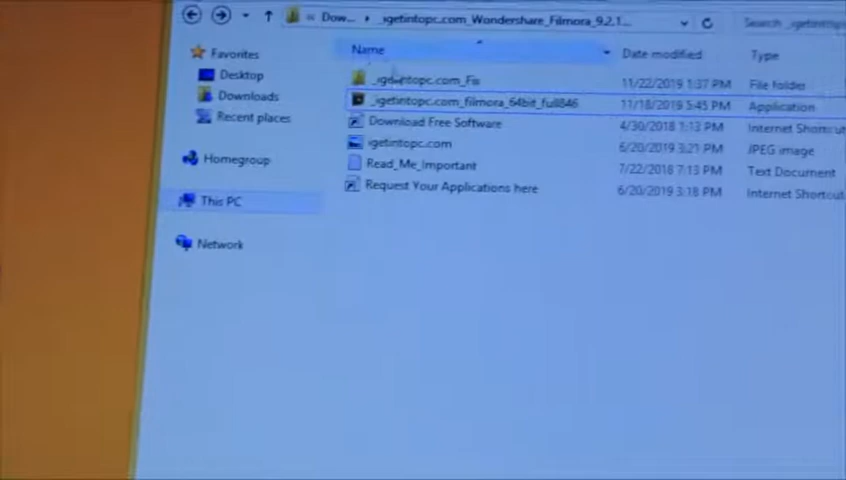 « Dow... ▸ _igetintopc.com_Wondershare_Filmora_9.2.1...
Search _igetintopc
Name Date modified Type
Favorites
Desktop
Downloads
Recent places
Homegroup
This PC
Network
_igetintopc.com_Fix 11/22/2019 1:37 PM File folder
_igetintopc.com_filmora_64bit_full846 11/18/2019 5:45 PM Application
Download Free Software 4/30/2018 1:13 PM Internet Shortcut
igetintopc.com 6/20/2019 3:21 PM JPEG image
Read_Me_Important 7/22/2018 7:13 PM Text Document
Request Your Applications here 6/20/2019 3:18 PM Internet Shortcut